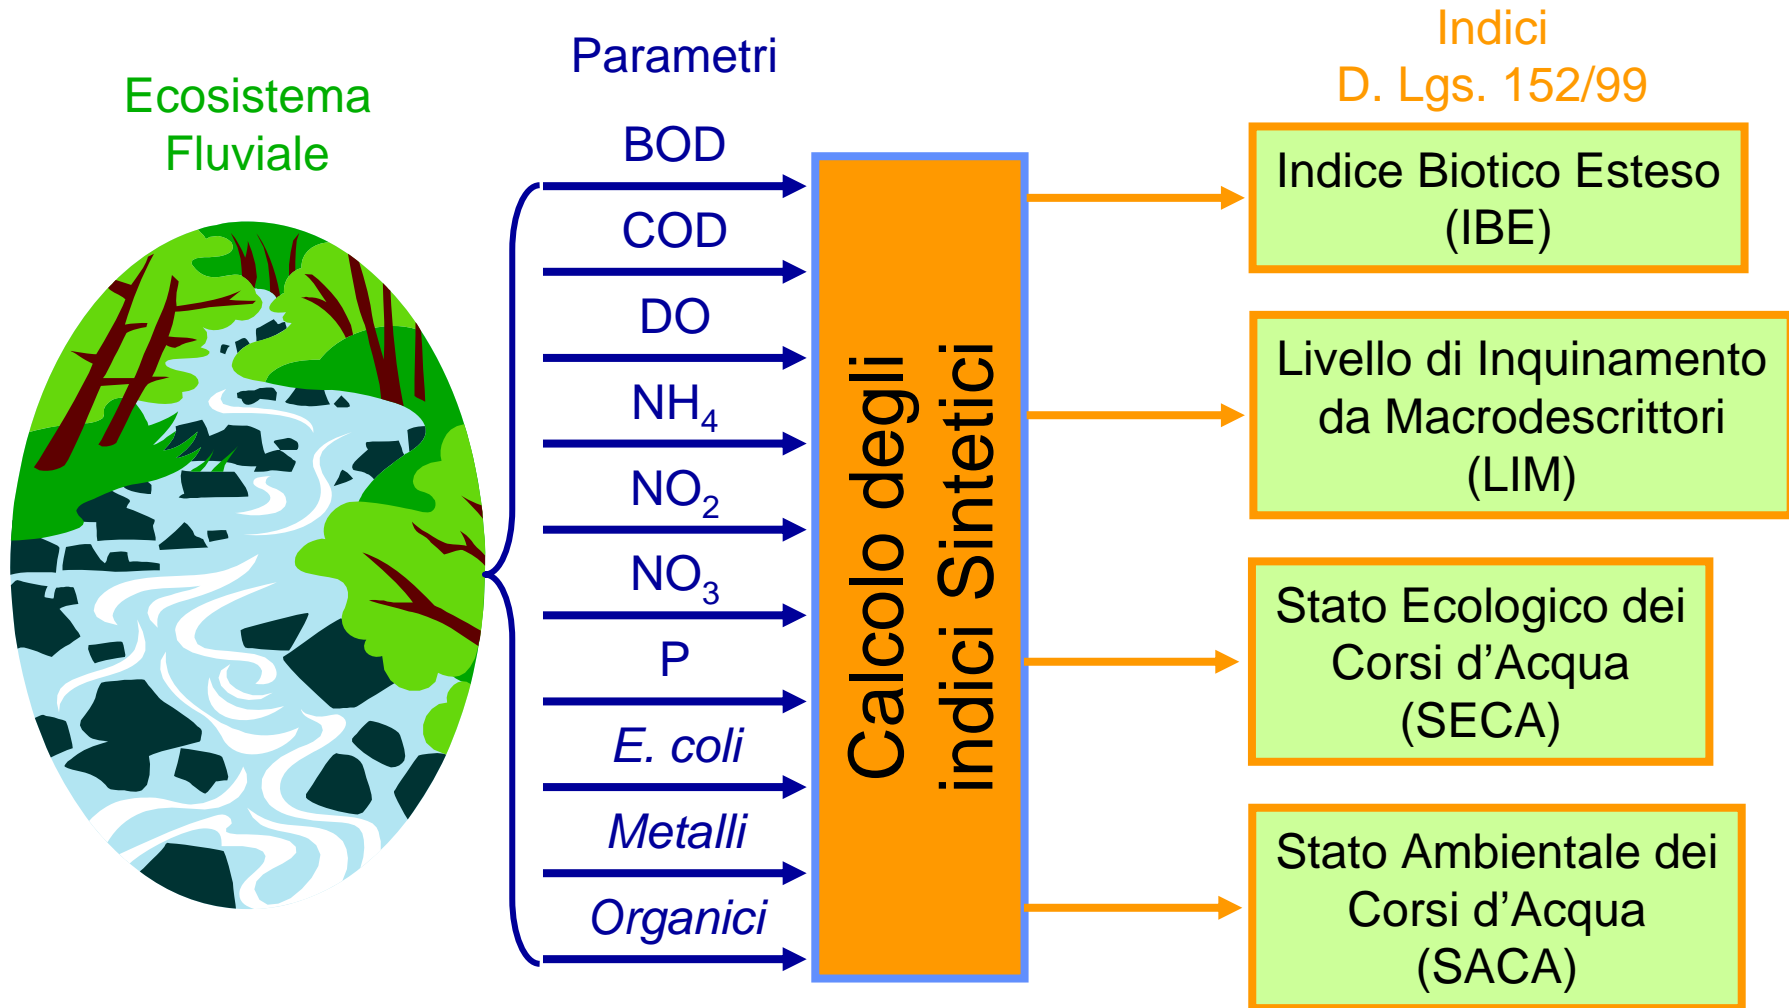 Ecosistema
Fluviale
Parametri
BOD
COD
DO
NH₄
NO₂
NO₃
P
E. coli
Metalli
Organici
Calcolo degli
indici Sintetici
Indici
D. Lgs. 152/99
Indice Biotico Esteso
(IBE)
Livello di Inquinamento
da Macrodescrittori
(LIM)
Stato Ecologico dei
Corsi d’Acqua
(SECA)
Stato Ambientale dei
Corsi d’Acqua
(SACA)